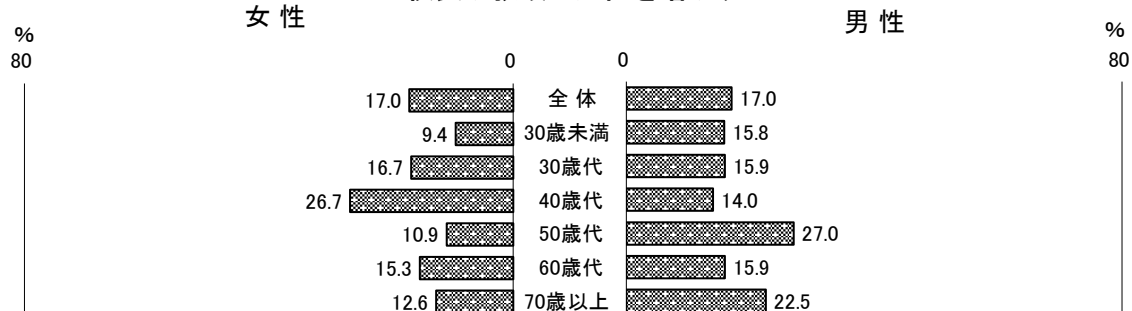 女 性 男 性
% %
80 0 0 80
17.0 全 体 17.0
9.4 30歳未満 15.8
16.7 30歳代 15.9
26.7 40歳代 14.0
10.9 50歳代 27.0
15.3 60歳代 15.9
12.6 70歳以上 22.5